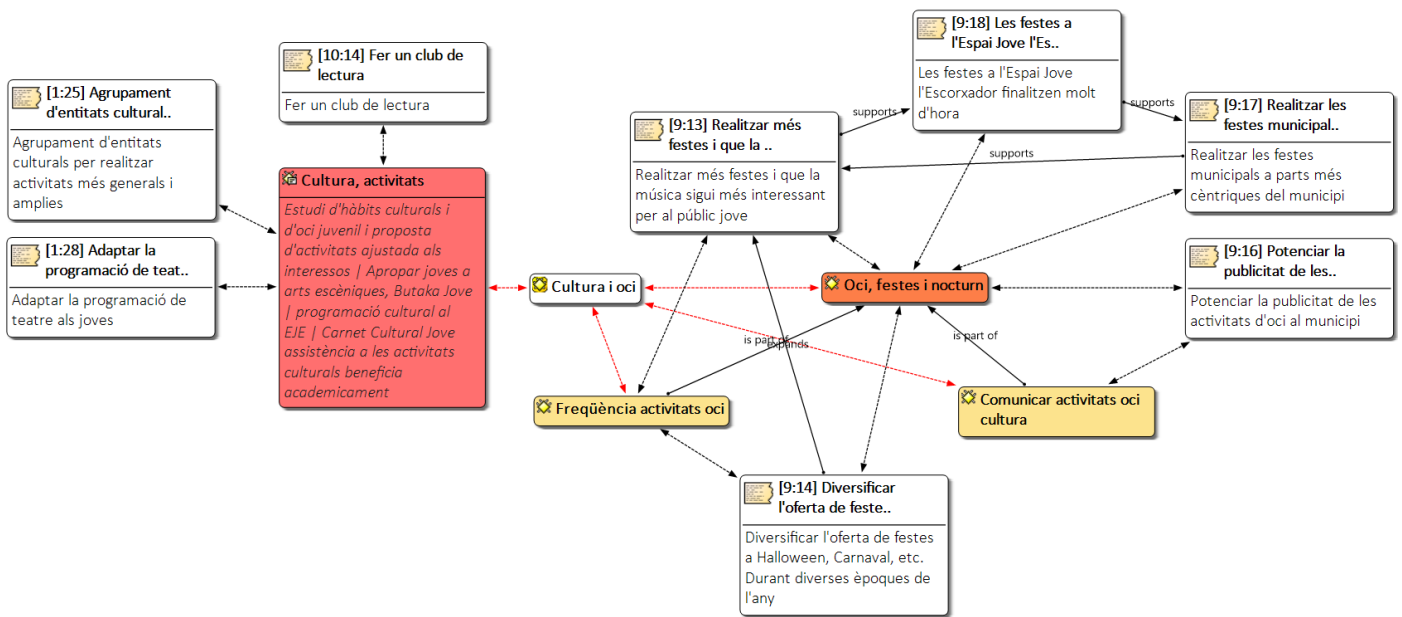 [9:18] Les festes a
l'Espai Jove l'Es..
Les festes a l'Espai Jove
l'Escorxador finalitzen molt
d'hora
[10:14] Fer un club de
lectura
Fer un club de lectura
[1:25] Agrupament
d'entitats cultural..
Agrupament d'entitats
culturals per realitzar
activitats més generals i
amplies
supports
supports
[9:17] Realitzar les
festes municipal..
Realitzar les festes
municipals a parts més
cèntriques del municipi
[9:13] Realitzar més
festes i que la ..
Realitzar més festes i que la
música sigui més interessant
per al públic jove
supports
Cultura, activitats
Estudi d'hàbits culturals i
d'oci juvenil i proposta
d'activitats ajustada als
interessos | Apropar joves a
arts escèniques, Butaka Jove
| programació cultural al
EJE | Carnet Cultural Jove
assistència a les activitats
culturals beneficia
academicament
[1:28] Adaptar la
programació de teat..
Adaptar la programació de
teatre als joves
[9:16] Potenciar la
publicitat de les..
Potenciar la publicitat de les
activitats d'oci al municipi
Cultura i oci
Oci, festes i nocturn
is part of
expands
is part of
Freqüència activitats oci
Comunicar activitats oci
cultura
[9:14] Diversificar
l'oferta de feste..
Diversificar l'oferta de festes
a Halloween, Carnaval, etc.
Durant diverses èpoques de
l'any